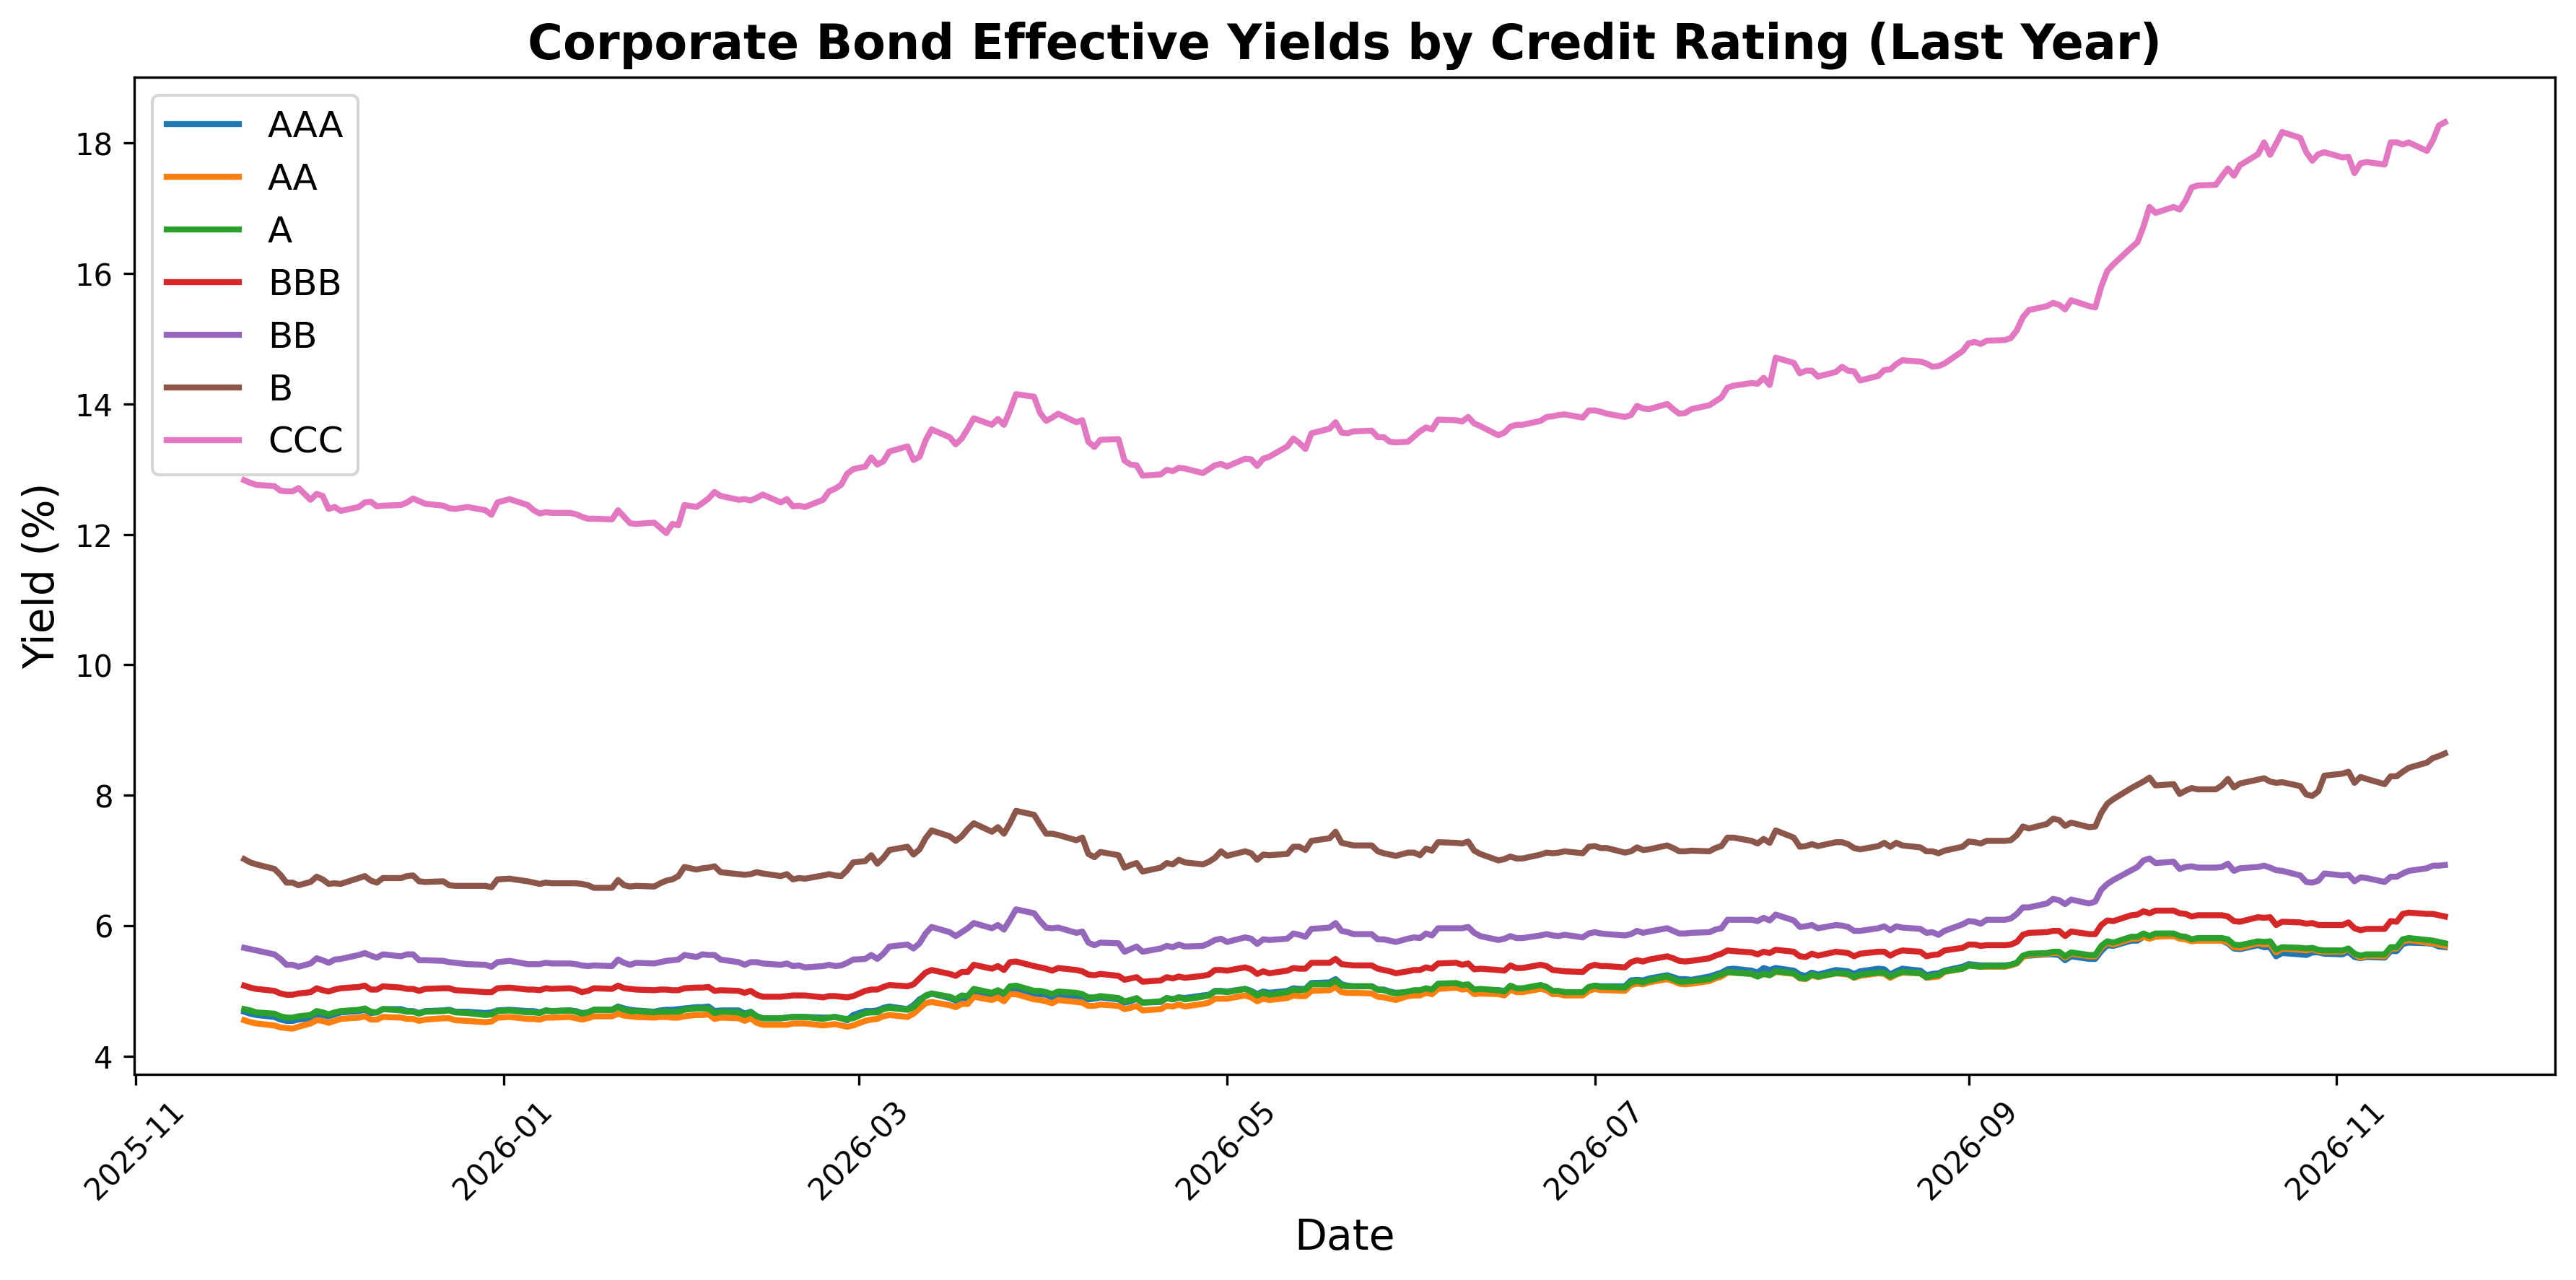 Corporate Bond Effective Yields by Credit Rating (Last Year)
AAA
AA
A
BBB
BB
B
CCC
Yield (%)
18
16
14
12
10
8
6
4
2025-11
2026-01
2026-03
2026-05
2026-07
2026-09
2026-11
Date